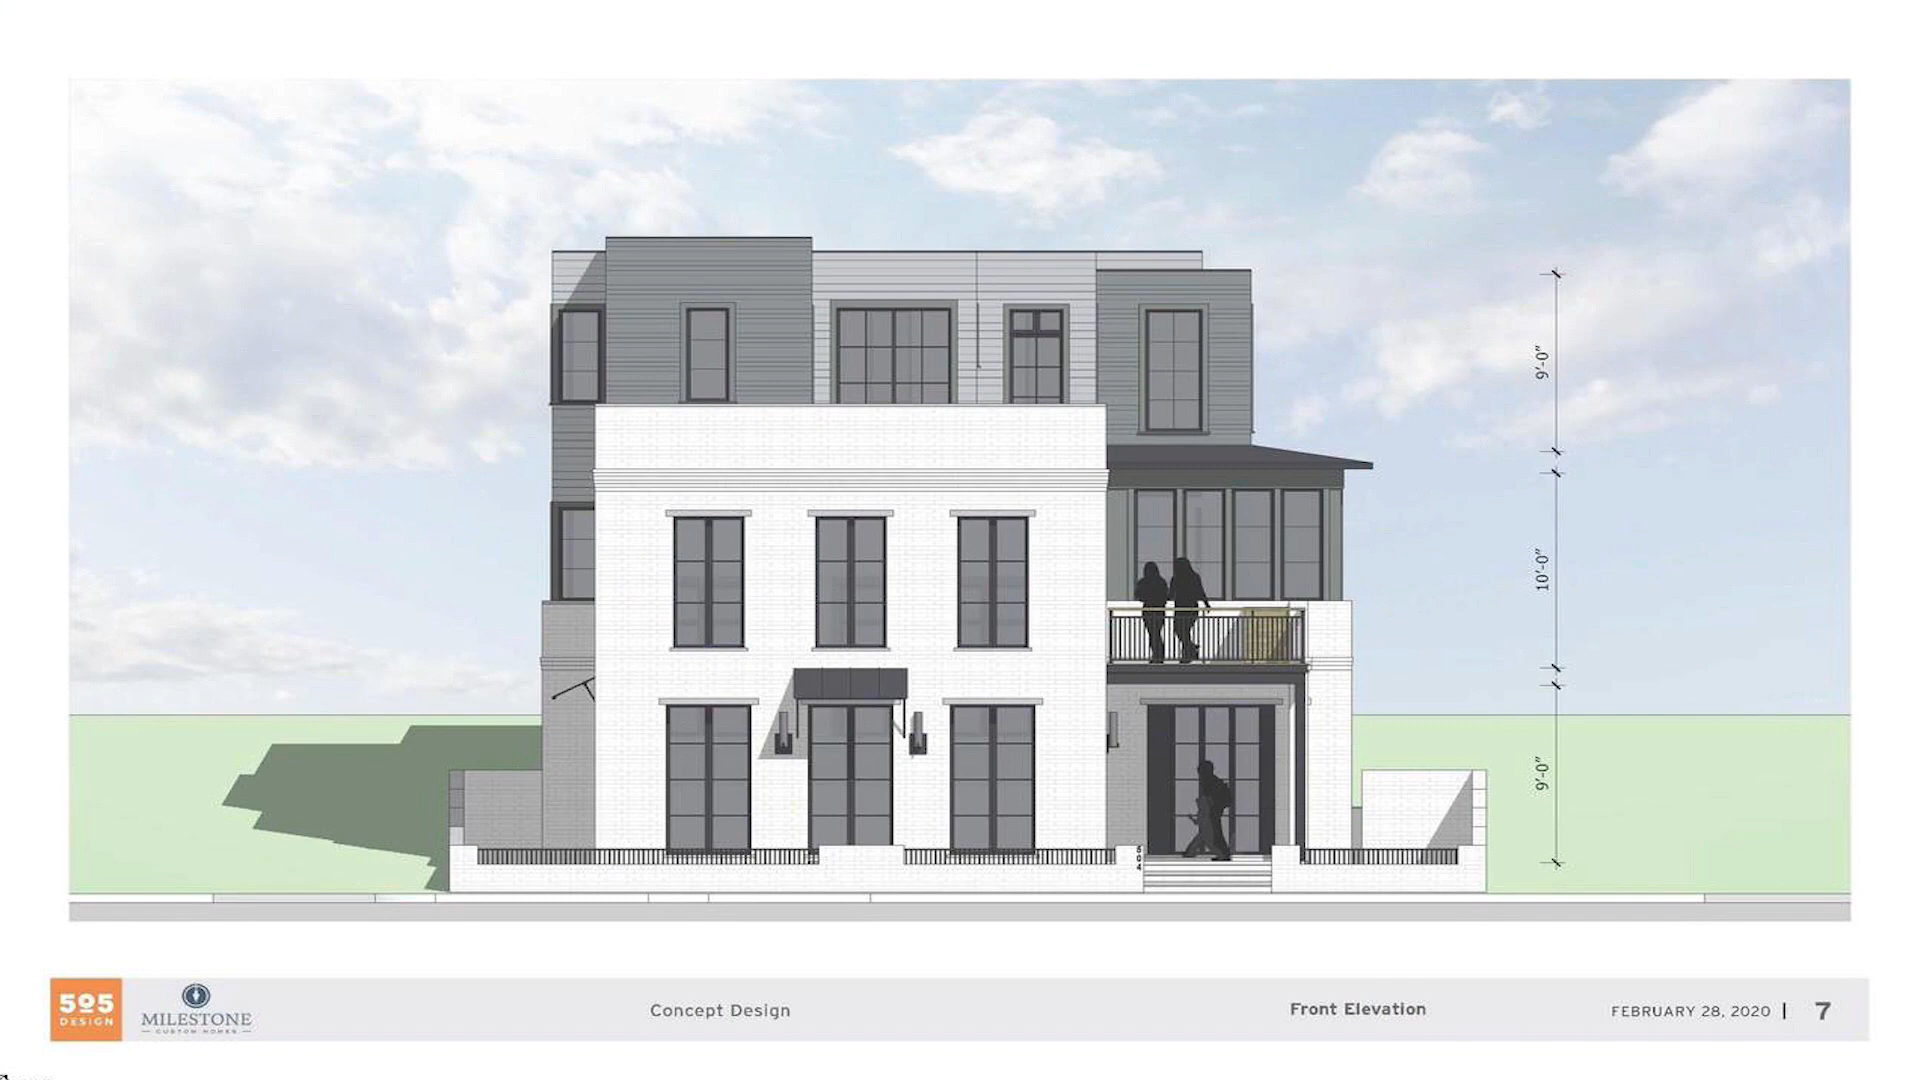 9'-0"
10'-0"
9'-0"
504
505
DESIGN
MILESTONE
CUSTOM HOMES
Concept Design
Front Elevation
FEBRUARY 28, 2020 | 7